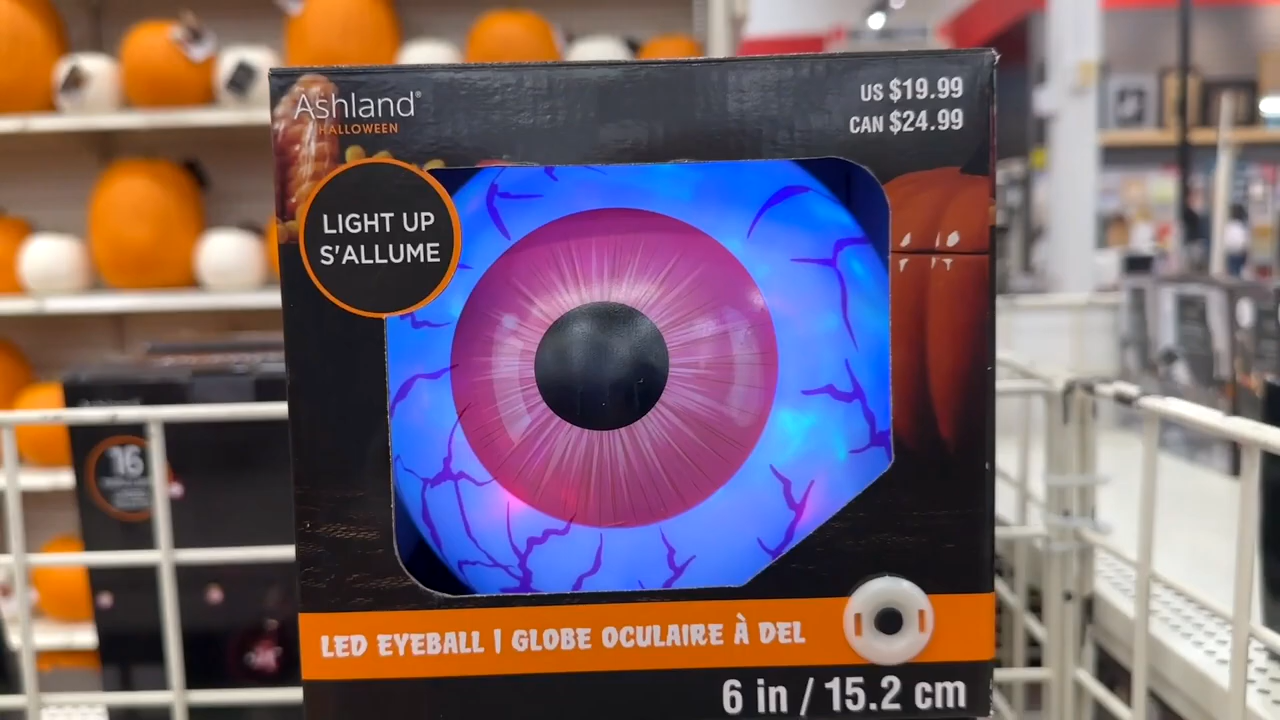 Ashland®
HALLOWEEN
US $19.99
CAN $24.99
LIGHT UP
S'ALLUME
16
LED EYEBALL | GLOBE OCULAIRE À DEL
6 in / 15.2 cm